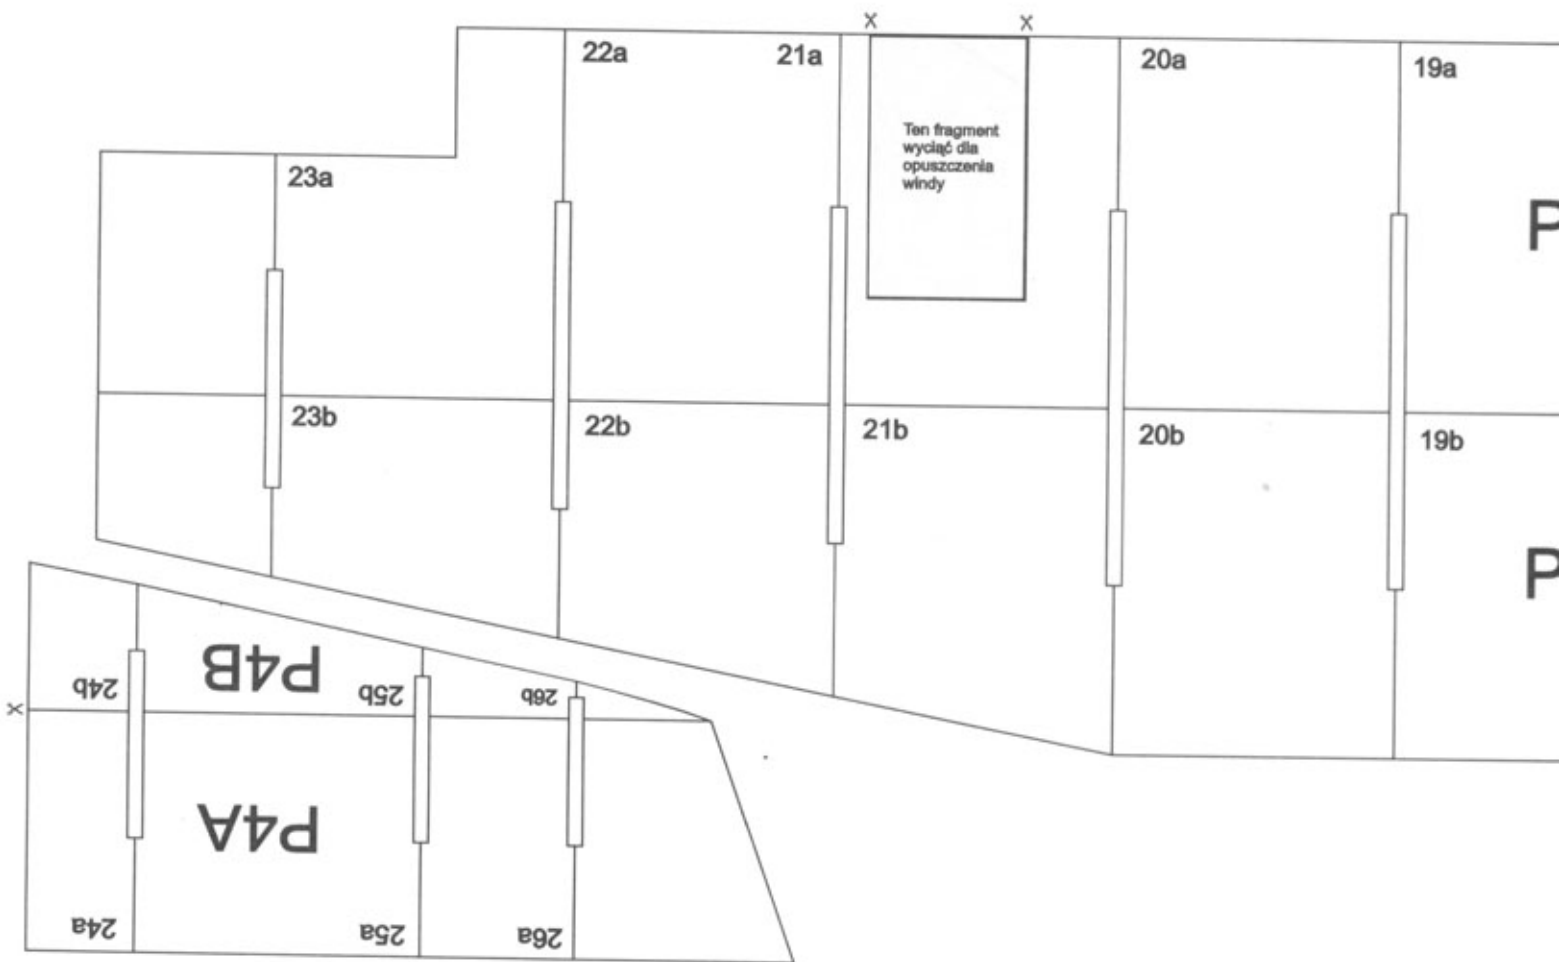 X
X
22a
21a
20a
19a
Ten fragment
wyciąć dla
opuszczenia
windy
23a
P
23b
22b
21b
20b
19b
P
P4B
24b
25b
26b
X
P4A
24a
25a
26a